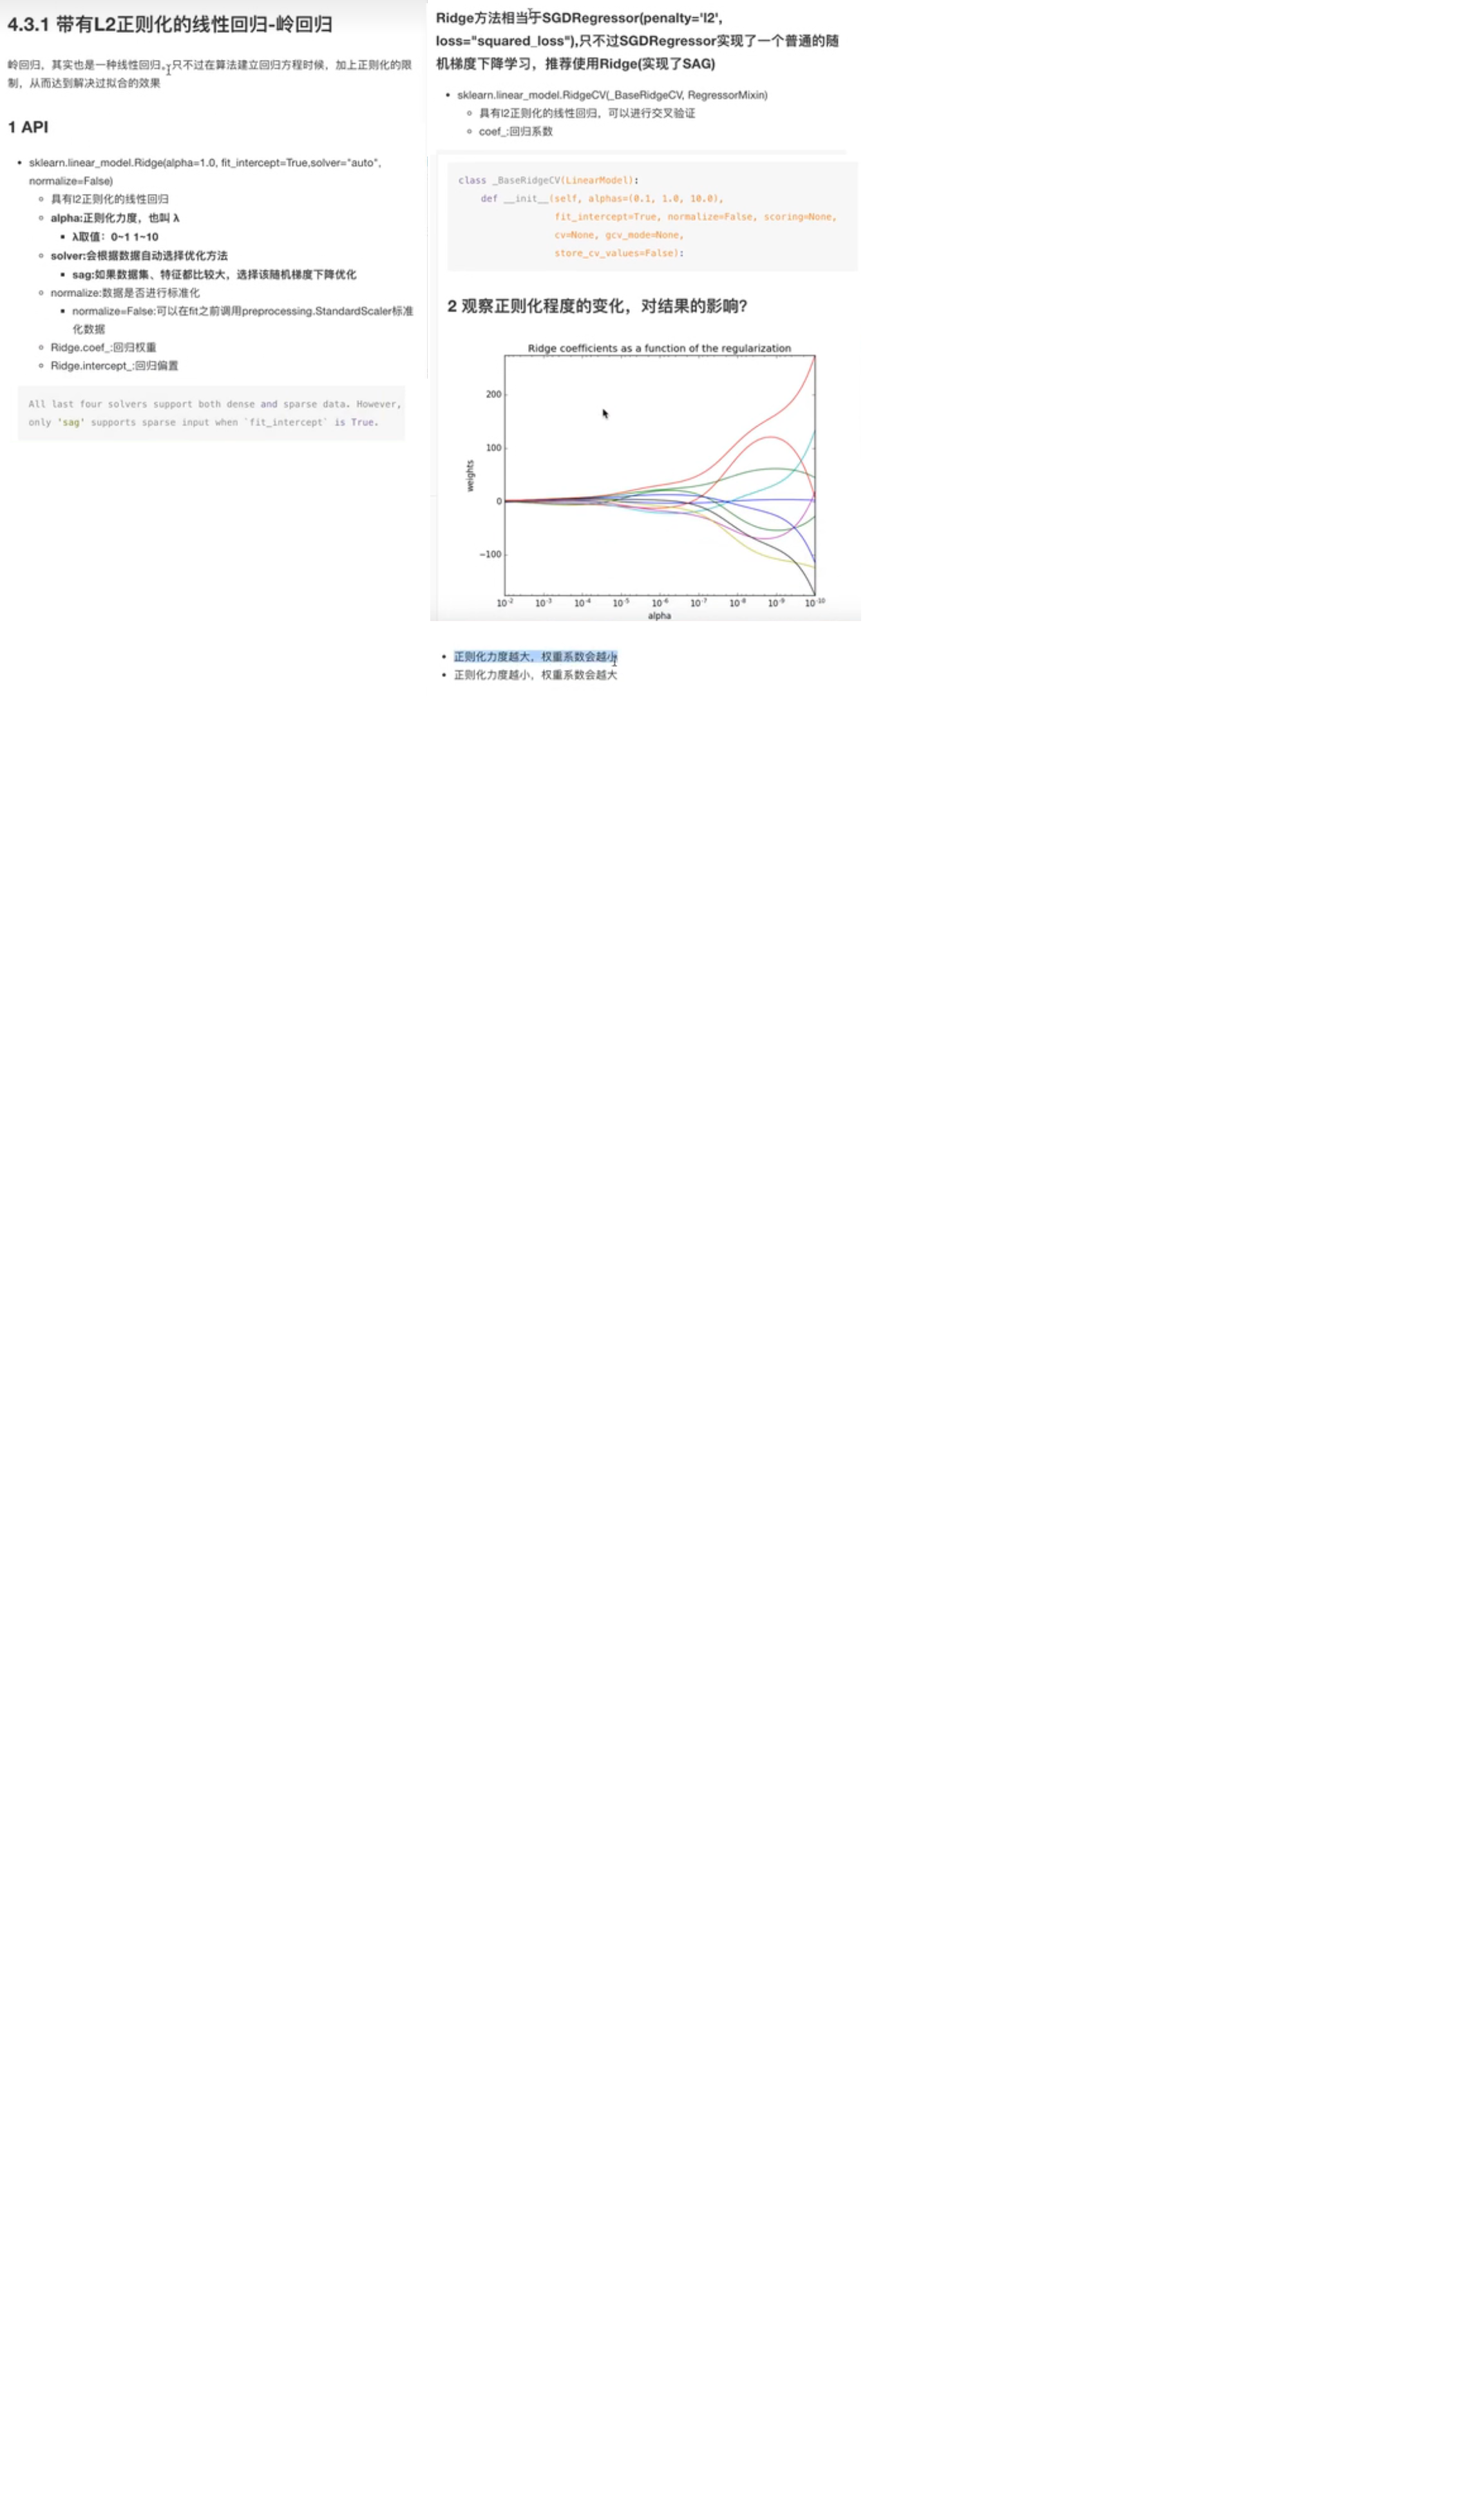 4.3.1 带有L2正则化的线性回归-岭回归
岭回归，其实也是一种线性回归。只不过在算法建立回归方程时候，加上正则化的限
制，从而达到解决过拟合的效果
1 API
sklearn.linear_model.Ridge(alpha=1.0, fit_intercept=True,solver="auto",
normalize=False)
具有l2正则化的线性回归
alpha:正则化力度，也叫 λ
λ取值：0~1 1~10
solver:会根据数据自动选择优化方法
sag:如果数据集、特征都比较大，选择该随机梯度下降优化
normalize:数据是否进行标准化
normalize=False:可以在fit之前调用preprocessing.StandardScaler标准
化数据
Ridge.coef_:回归权重
Ridge.intercept_:回归偏置
All last four solvers support both dense and sparse data. However,
only 'sag' supports sparse input when `fit_intercept` is True.
Ridge方法相当于SGDRegressor(penalty='l2',
loss="squared_loss"),只不过SGDRegressor实现了一个普通的随
机梯度下降学习，推荐使用Ridge(实现了SAG)
sklearn.linear_model.RidgeCV(_BaseRidgeCV, RegressorMixin)
具有l2正则化的线性回归，可以进行交叉验证
coef_:回归系数
class _BaseRidgeCV(LinearModel):
def __init__(self, alphas=(0.1, 1.0, 10.0),
fit_intercept=True, normalize=False, scoring=None,
cv=None, gcv_mode=None,
store_cv_values=False):
2 观察正则化程度的变化，对结果的影响?
Ridge coefficients as a function of the regularization
200
100
0
−100
weights
10⁻² 10⁻³ 10⁻⁴ 10⁻⁵ 10⁻⁶ 10⁻⁷ 10⁻⁸ 10⁻⁹ 10⁻¹⁰
alpha
正则化力度越大，权重系数会越小
正则化力度越小，权重系数会越大